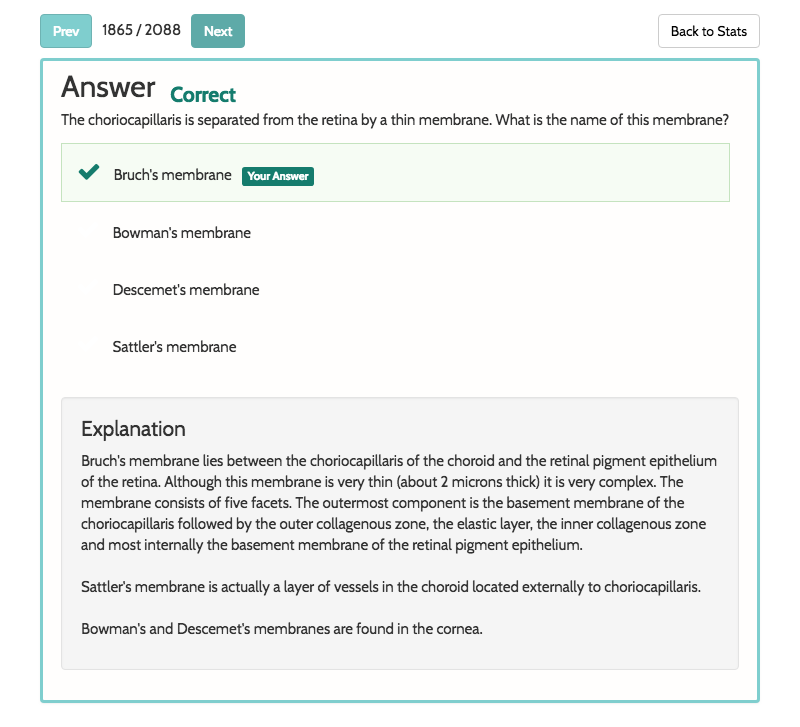 Prev 1865 / 2088 Next Back to Stats
Answer Correct
The choriocapillaris is separated from the retina by a thin membrane. What is the name of this membrane?
Bruch's membrane Your Answer
Bowman's membrane
Descemet's membrane
Sattler's membrane
Explanation
Bruch's membrane lies between the choriocapillaris of the choroid and the retinal pigment epithelium
of the retina. Although this membrane is very thin (about 2 microns thick) it is very complex. The
membrane consists of five facets. The outermost component is the basement membrane of the
choriocapillaris followed by the outer collagenous zone, the elastic layer, the inner collagenous zone
and most internally the basement membrane of the retinal pigment epithelium.
Sattler's membrane is actually a layer of vessels in the choroid located externally to choriocapillaris.
Bowman's and Descemet's membranes are found in the cornea.